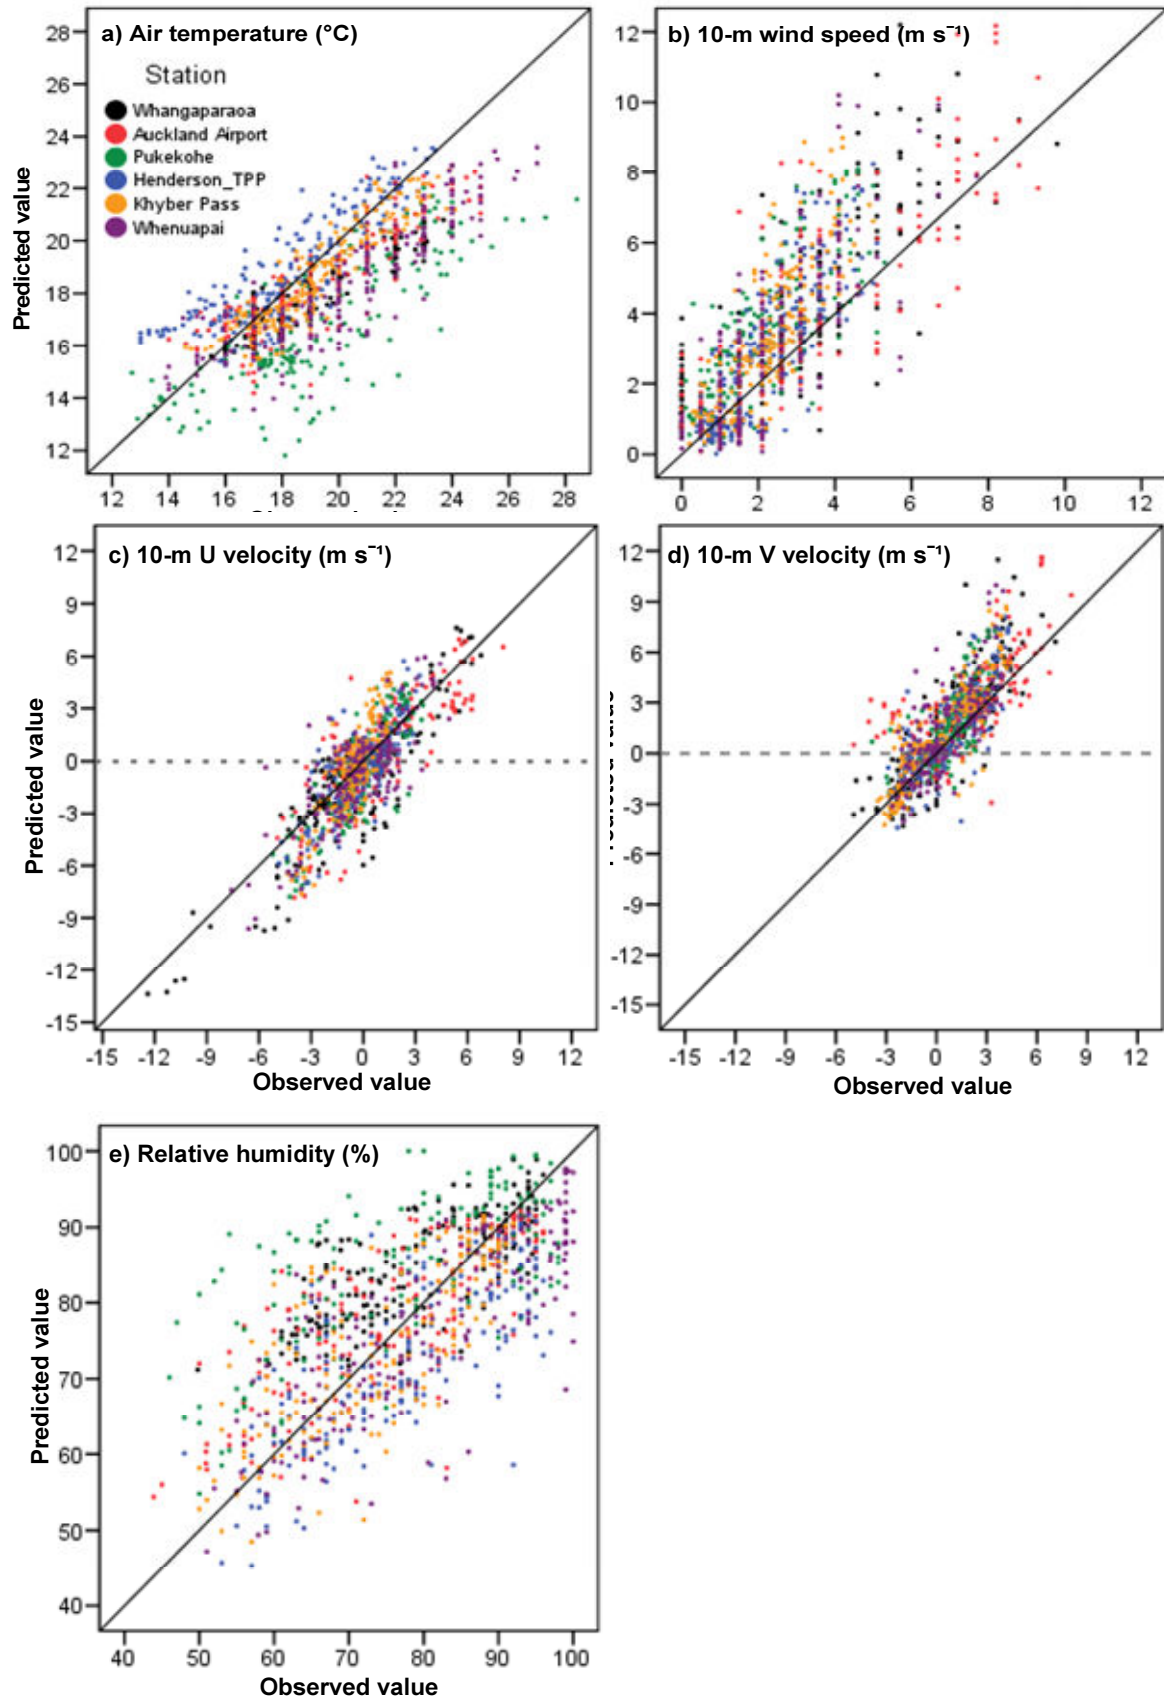 a) Air temperature (°C)
Station
Whangaparaoa
Auckland Airport
Pukekohe
Henderson_TPP
Khyber Pass
Whenuapai
Predicted value
28
26
24
22
20
18
16
14
12
12 14 16 18 20 22 24 26 28
b) 10-m wind speed (m s⁻¹)
12
10
8
6
4
2
0
0 2 4 6 8 10 12
c) 10-m U velocity (m s⁻¹)
Predicted value
12
9
6
3
0
-3
-6
-9
-12
-15
-15 -12 -9 -6 -3 0 3 6 9 12
Observed value
d) 10-m V velocity (m s⁻¹)
12
9
6
3
0
-3
-6
-9
-12
-15
-15 -12 -9 -6 -3 0 3 6 9 12
Observed value
e) Relative humidity (%)
Predicted value
100
90
80
70
60
50
40
40 50 60 70 80 90 100
Observed value